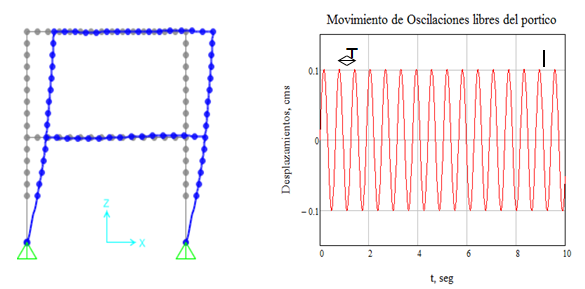 Z
X
Movimiento de Oscilaciones libres del portico
T
Desplazamientos, cms
0.1
0
−0.1
0 2 4 6 8 10
t, seg